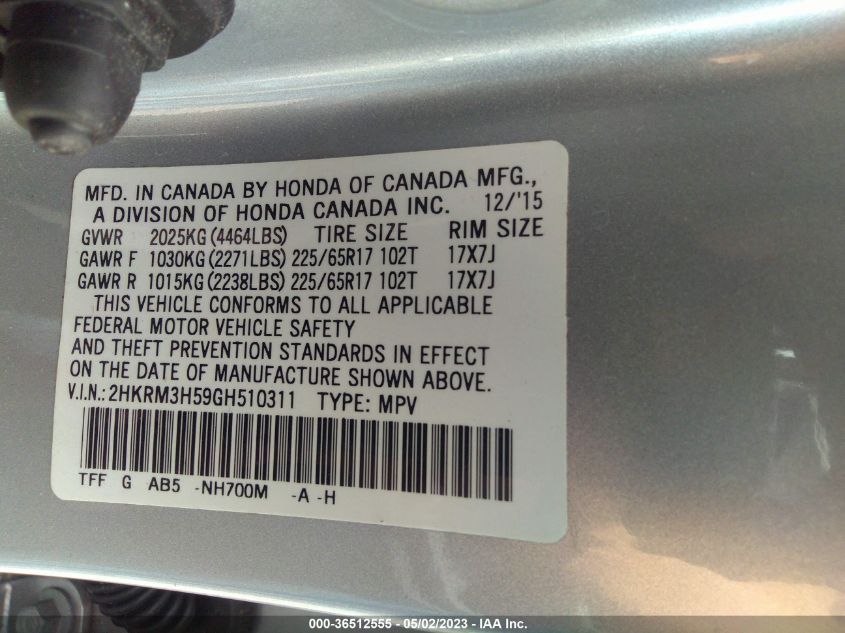 MFD. IN CANADA BY HONDA OF CANADA MFG.,
A DIVISION OF HONDA CANADA INC. 12/'15
GVWR 2025KG (4464LBS) TIRE SIZE RIM SIZE
GAWR F 1030KG (2271LBS) 225/65R17 102T 17X7J
GAWR R 1015KG (2238LBS) 225/65R17 102T 17X7J
THIS VEHICLE CONFORMS TO ALL APPLICABLE
FEDERAL MOTOR VEHICLE SAFETY
AND THEFT PREVENTION STANDARDS IN EFFECT
ON THE DATE OF MANUFACTURE SHOWN ABOVE.
V.I.N.: 2HKRM3H59GH510311 TYPE: MPV
TFF G AB5 -NH700M -A -H
000-36512555 - 05/02/2023 - IAA Inc.